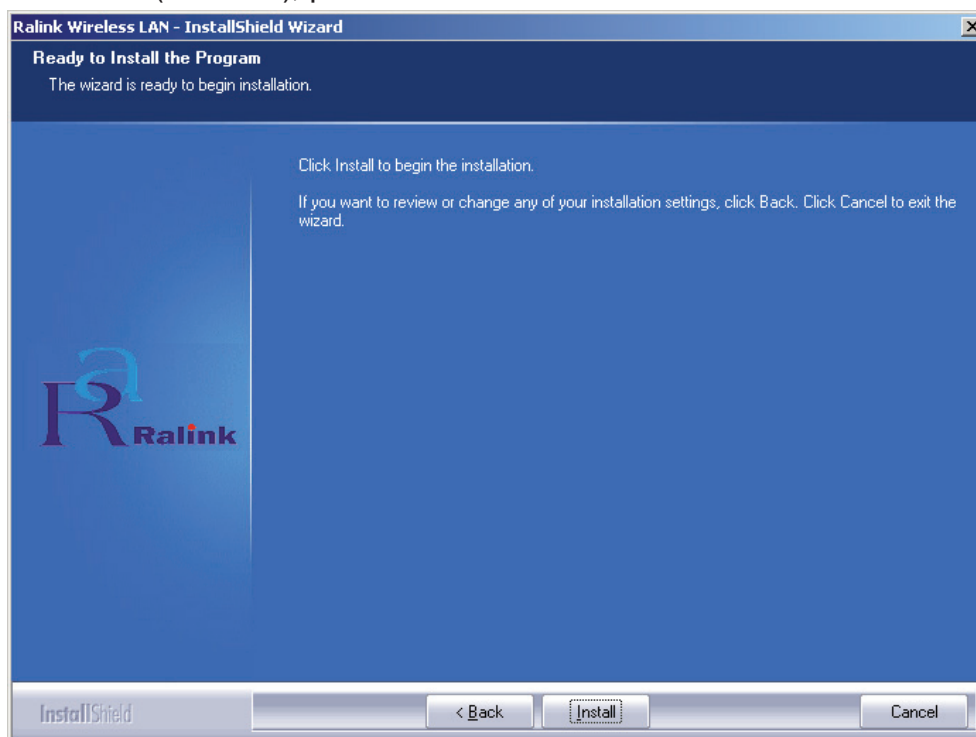 Ralink Wireless LAN - InstallShield Wizard
Ready to Install the Program
The wizard is ready to begin installation.
Click Install to begin the installation.
If you want to review or change any of your installation settings, click Back. Click Cancel to exit the
wizard.
Ra
Ralink
InstallShield
< Back
Install
Cancel